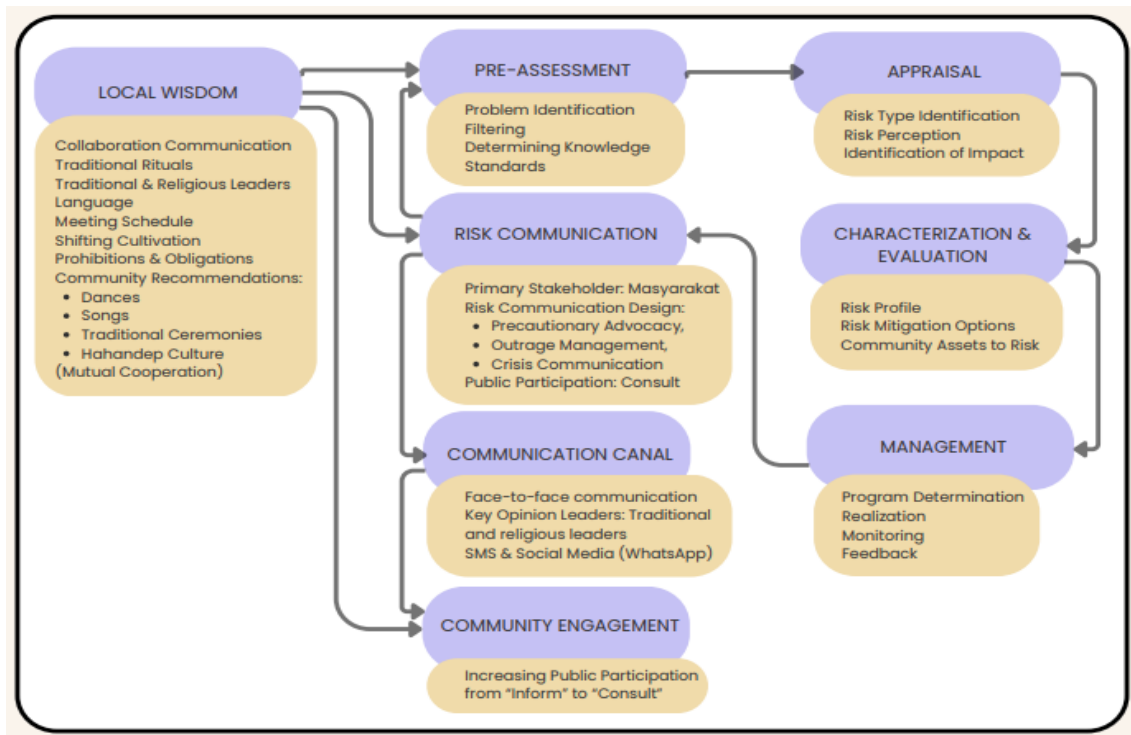 LOCAL WISDOM
Collaboration Communication
Traditional Rituals
Traditional & Religious Leaders
Language
Meeting Schedule
Shifting Cultivation
Prohibitions & Obligations
Community Recommendations:
• Dances
• Songs
• Traditional Ceremonies
• Hahandep Culture
(Mutual Cooperation)
PRE-ASSESSMENT
Problem Identification
Filtering
Determining Knowledge
Standards
RISK COMMUNICATION
Primary Stakeholder: Masyarakat
Risk Communication Design:
• Precautionary Advocacy,
• Outrage Management,
• Crisis Communication
Public Participation: Consult
COMMUNICATION CANAL
Face-to-face communication
Key Opinion Leaders: Traditional
and religious leaders
SMS & Social Media (WhatsApp)
COMMUNITY ENGAGEMENT
Increasing Public Participation
from “Inform” to “Consult”
APPRAISAL
Risk Type Identification
Risk Perception
Identification of Impact
CHARACTERIZATION &
EVALUATION
Risk Profile
Risk Mitigation Options
Community Assets to Risk
MANAGEMENT
Program Determination
Realization
Monitoring
Feedback